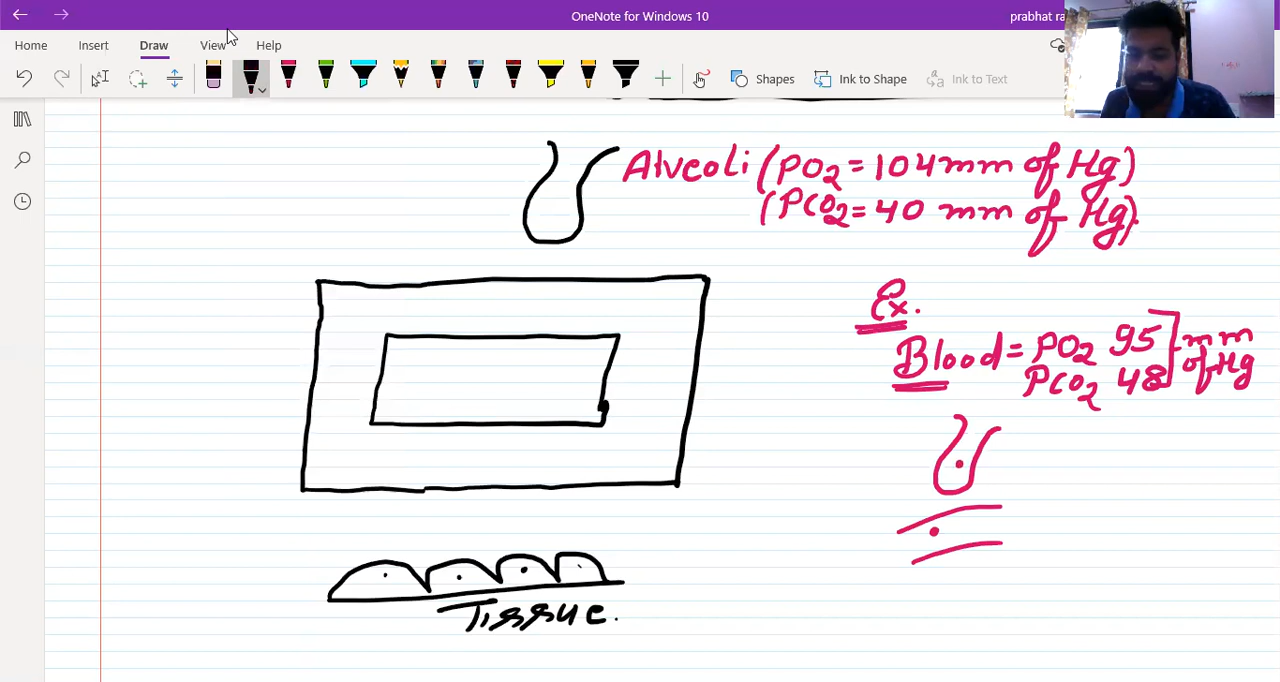 OneNote for Windows 10
prabhat ra
Home Insert Draw View Help
Shapes Ink to Shape Ink to Text
Alveoli (PO2 = 104 mm of Hg)
(PCO2 = 40 mm of Hg).
Ex.
Blood = PO2 95 mm
PCO2 48 of Hg
Tissue.